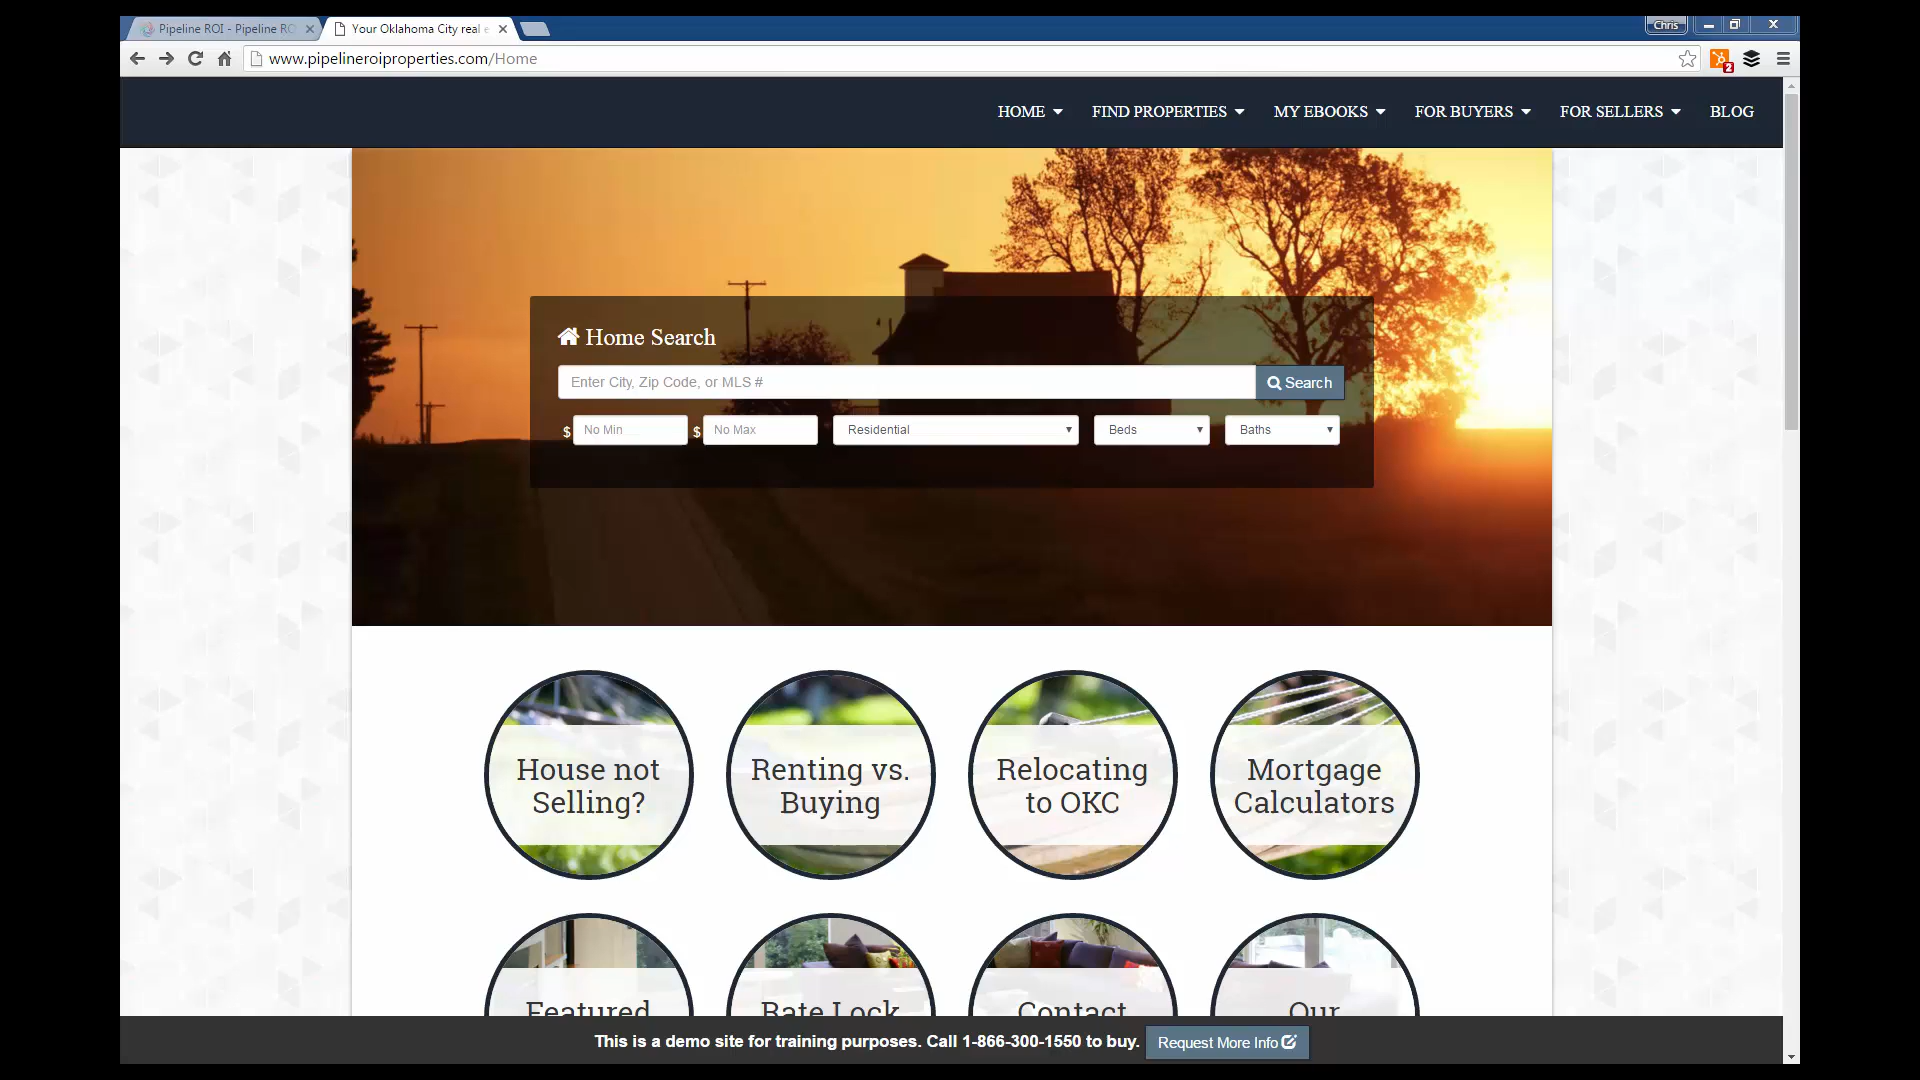 Pipeline ROI - Pipeline RO
Your Oklahoma City real e
Chris
www.pipelineroiproperties.com/Home
2
HOME FIND PROPERTIES MY EBOOKS FOR BUYERS FOR SELLERS BLOG
Home Search
Enter City, Zip Code, or MLS #
Search
$ No Min $ No Max Residential Beds Baths
House not
Selling?
Renting vs.
Buying
Relocating
to OKC
Mortgage
Calculators
Featured
Rate Lock
Contact
Our
This is a demo site for training purposes. Call 1-866-300-1550 to buy.
Request More Info